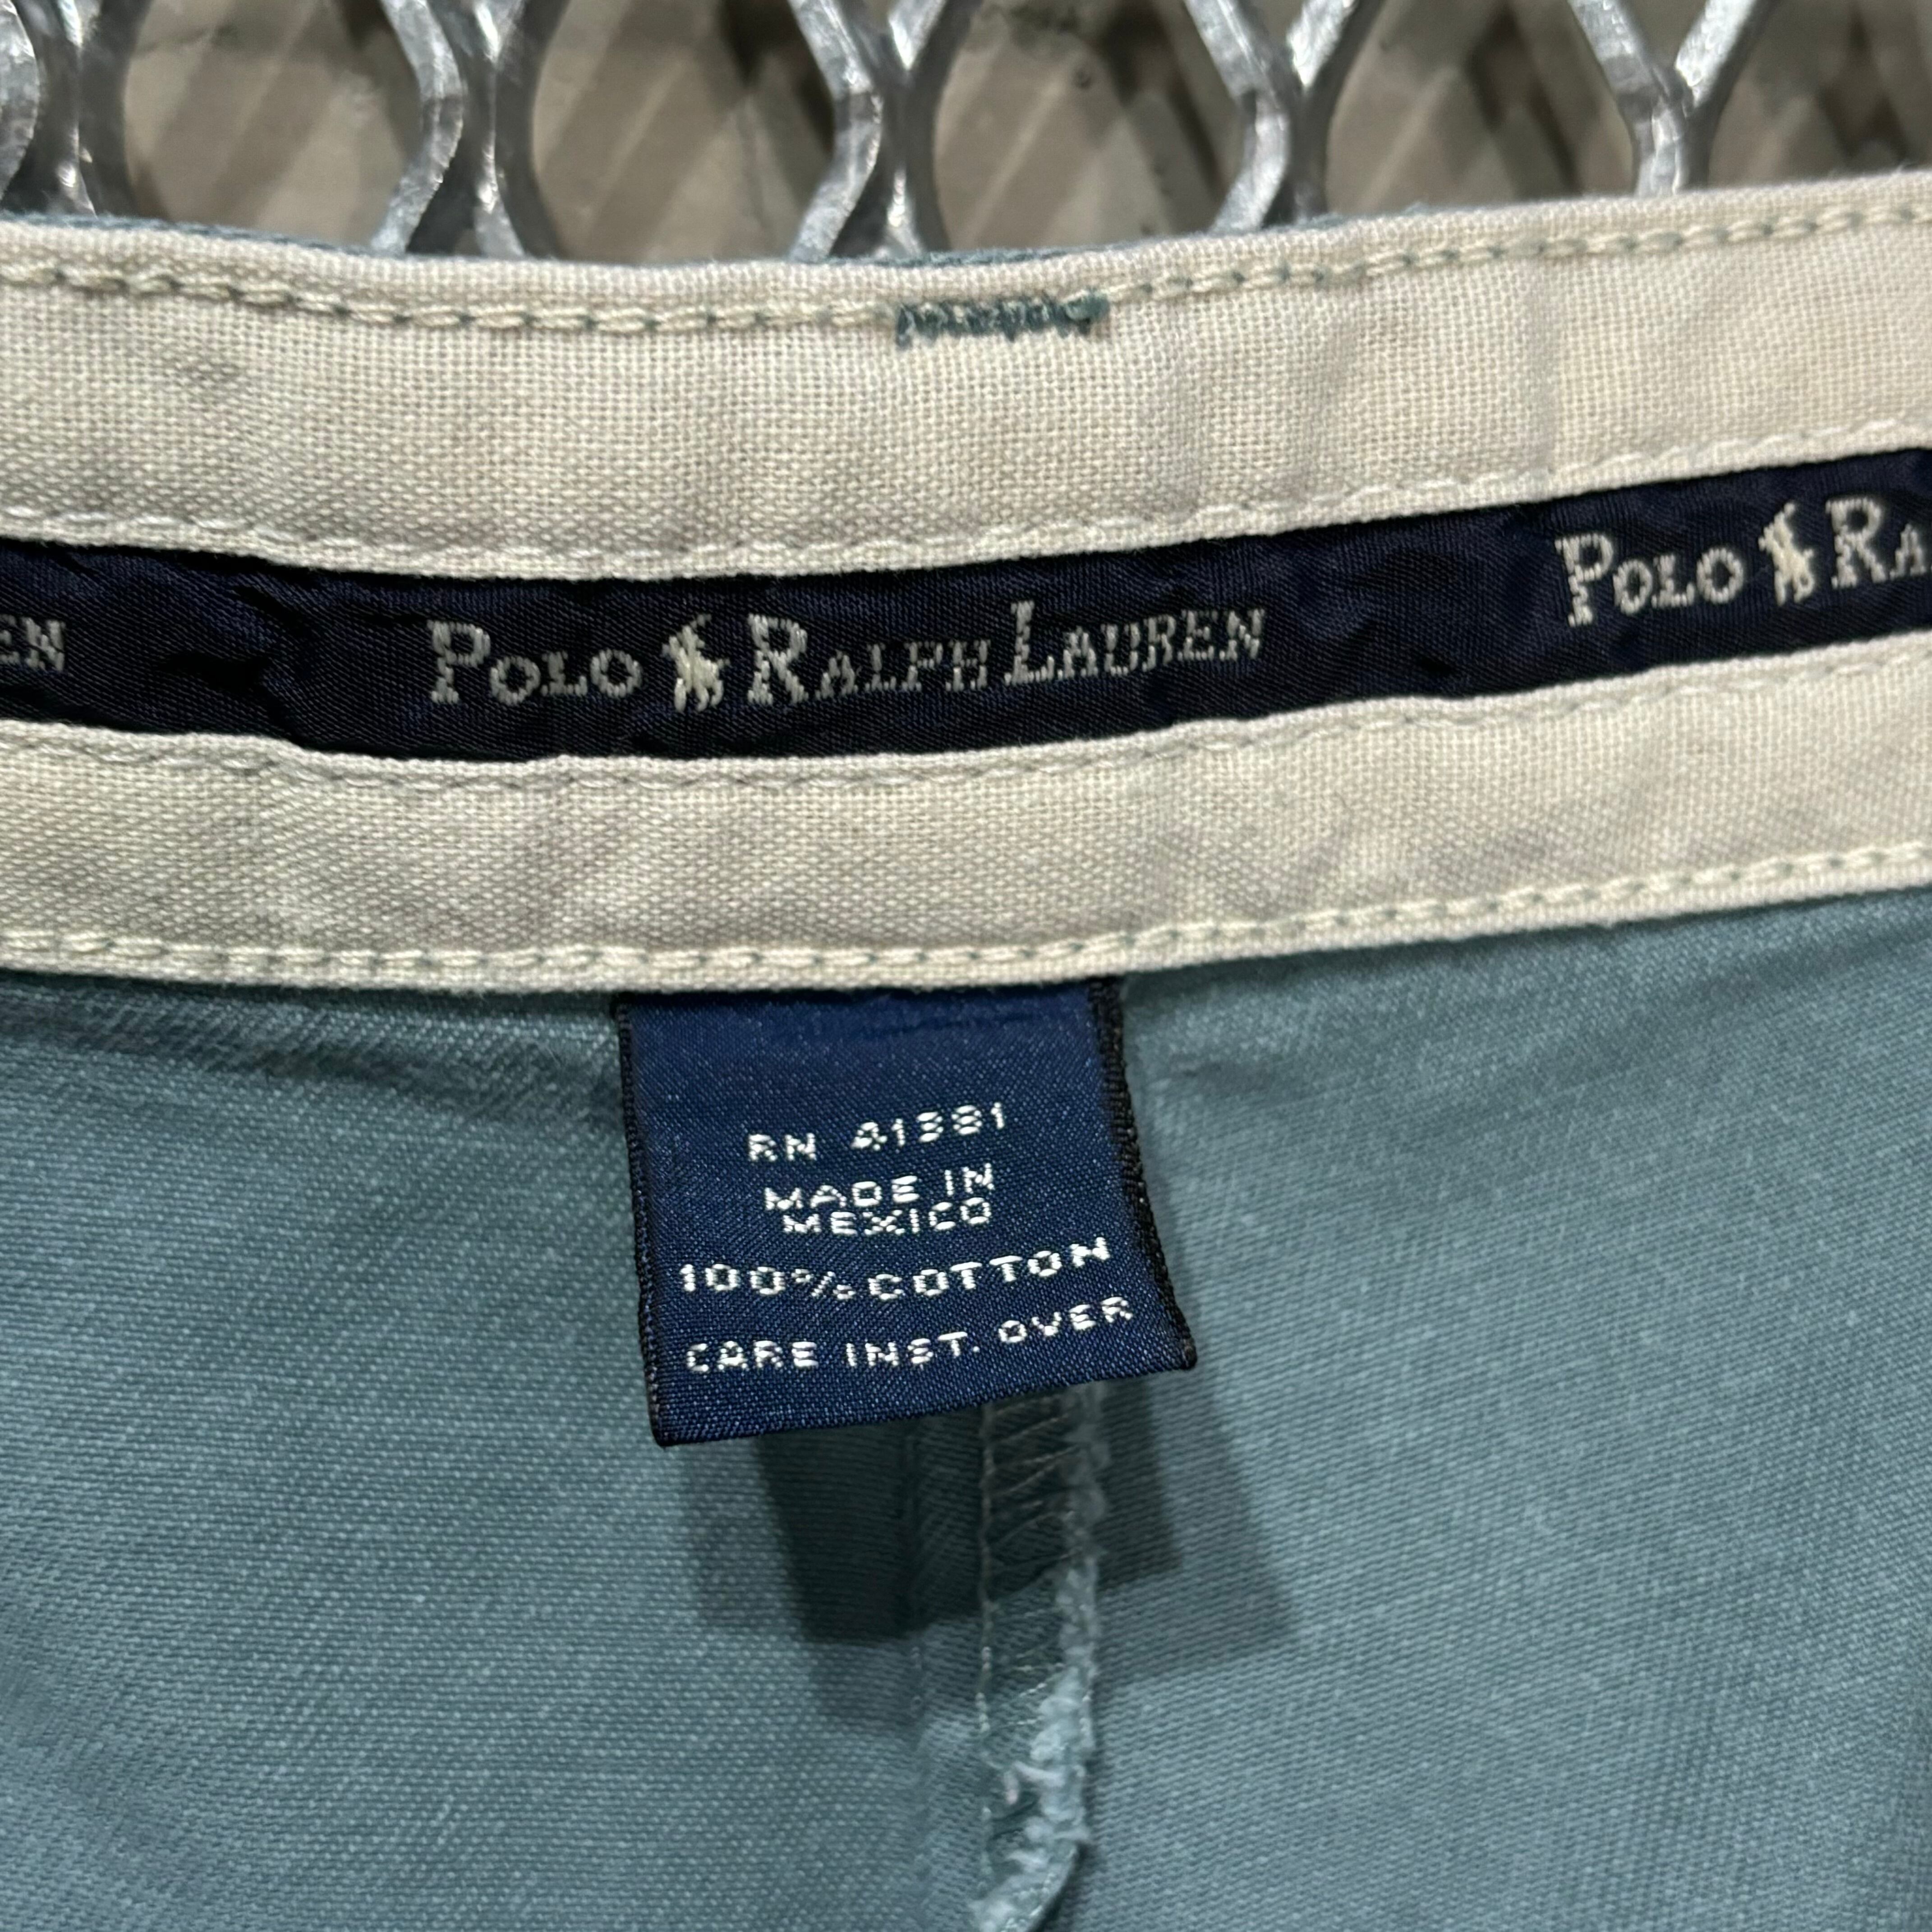 EN POLO RALPH LAUREN POLO RA
RN 41381
MADE IN
MEXICO
100% COTTON
CARE INST. OVER